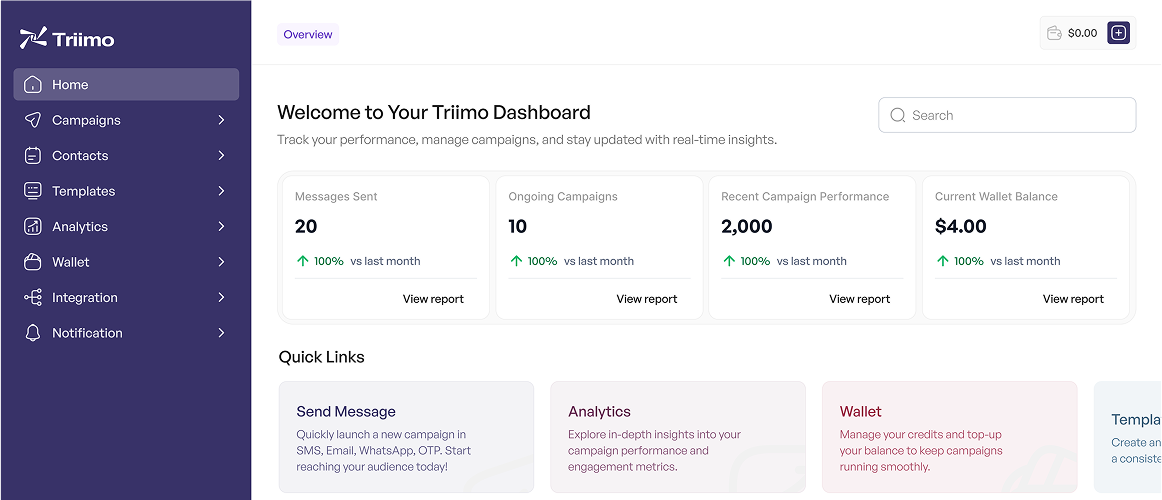 Triimo
Home
Campaigns
Contacts
Templates
Analytics
Wallet
Integration
Notification
Overview
$0.00
Welcome to Your Triimo Dashboard
Track your performance, manage campaigns, and stay updated with real-time insights.
Search
Messages Sent
20
100% vs last month
View report
Ongoing Campaigns
10
100% vs last month
View report
Recent Campaign Performance
2,000
100% vs last month
View report
Current Wallet Balance
$4.00
100% vs last month
View report
Quick Links
Send Message
Quickly launch a new campaign in
SMS, Email, WhatsApp, OTP. Start
reaching your audience today!
Analytics
Explore in-depth insights into your
campaign performance and
engagement metrics.
Wallet
Manage your credits and top-up
your balance to keep campaigns
running smoothly.
Templa
Create an
a consiste